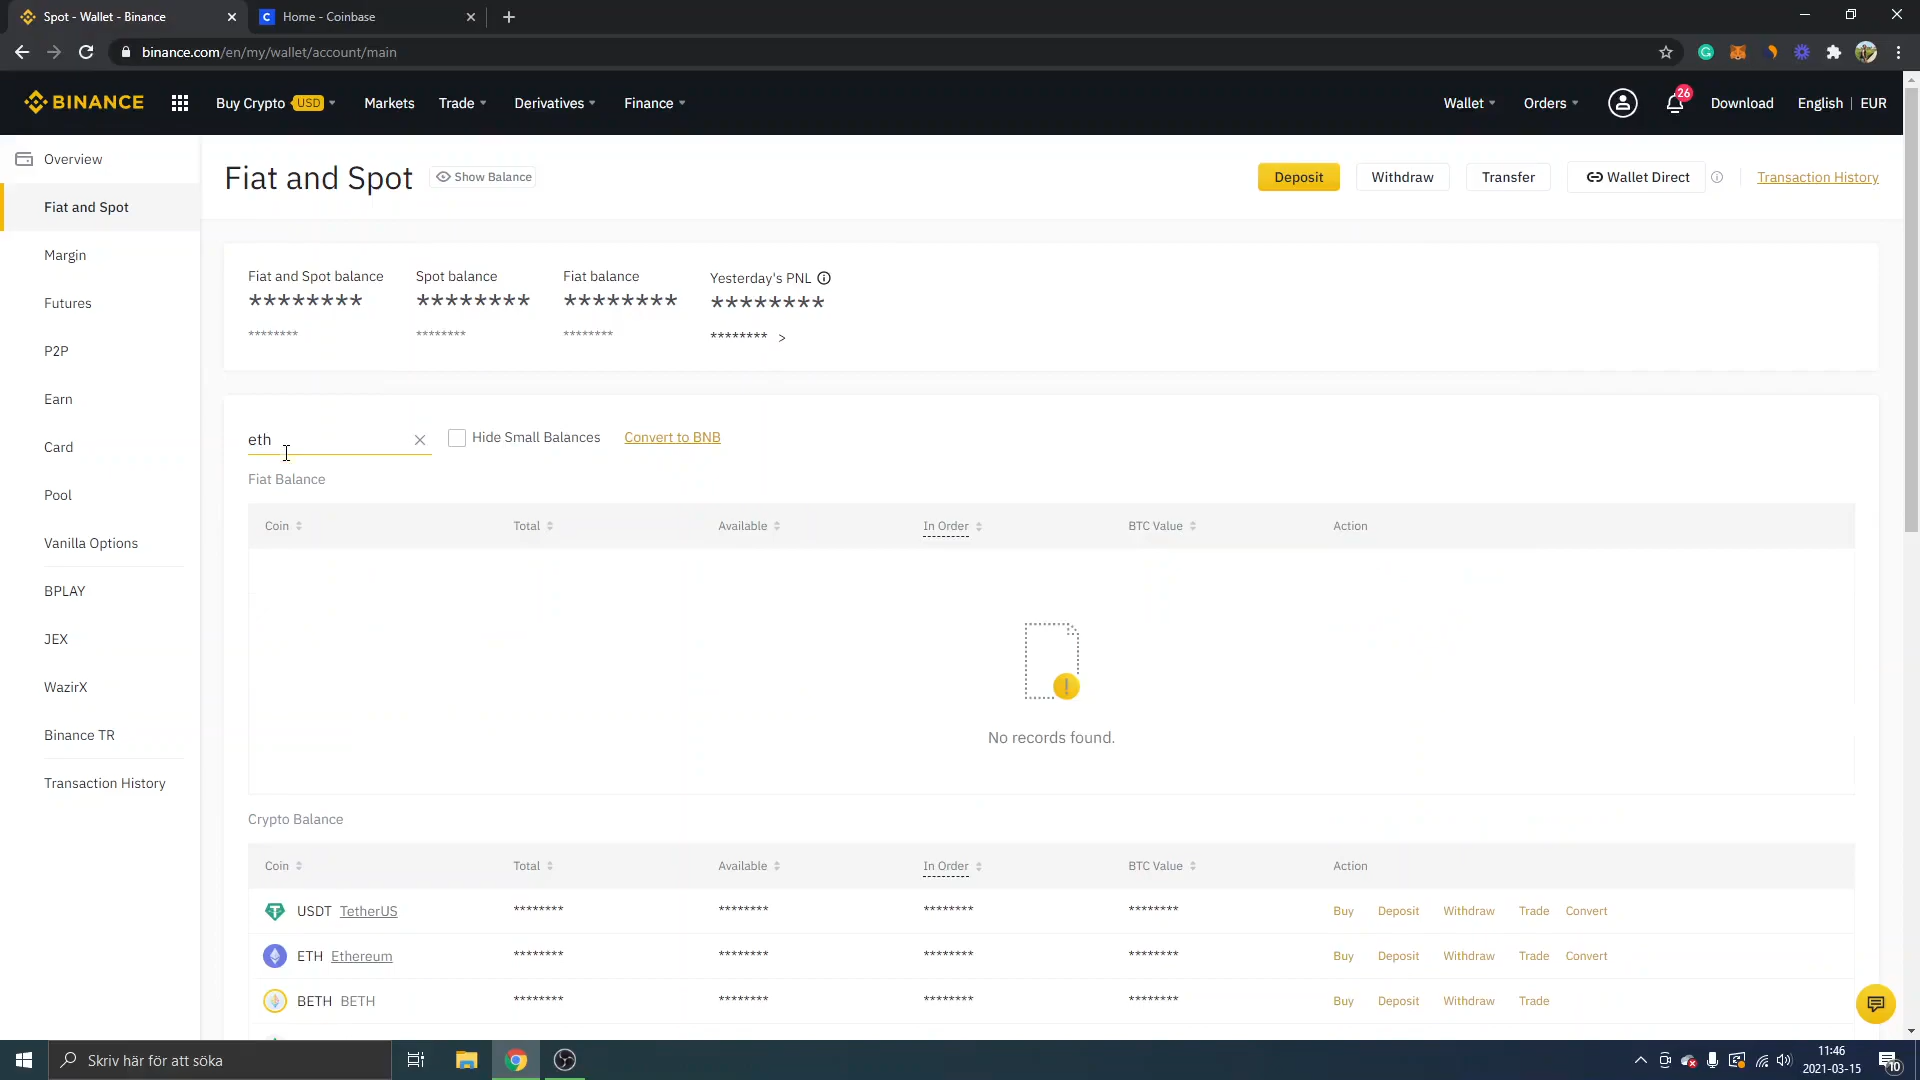 Spot - Wallet - Binance
Home - Coinbase
binance.com/en/my/wallet/account/main
BINANCE
Buy Crypto USD
Markets
Trade
Derivatives
Finance
Wallet
Orders
26
Download
English | EUR
Overview
Fiat and Spot
Margin
Futures
P2P
Earn
Card
Pool
Vanilla Options
BPLAY
JEX
WazirX
Binance TR
Transaction History
Fiat and Spot
Show Balance
Deposit
Withdraw
Transfer
Wallet Direct
Transaction History
Fiat and Spot balance
********
********
Spot balance
********
********
Fiat balance
********
********
Yesterday's PNL
********
******** >
eth
Hide Small Balances
Convert to BNB
Fiat Balance
Coin Total Available In Order BTC Value Action
No records found.
Crypto Balance
Coin Total Available In Order BTC Value Action
USDT TetherUS ******** ******** ******** ******** Buy Deposit Withdraw Trade Convert
ETH Ethereum ******** ******** ******** ******** Buy Deposit Withdraw Trade Convert
BETH BETH ******** ******** ******** ******** Buy Deposit Withdraw Trade
Skriv här för att söka
11:46
2021-03-15
10